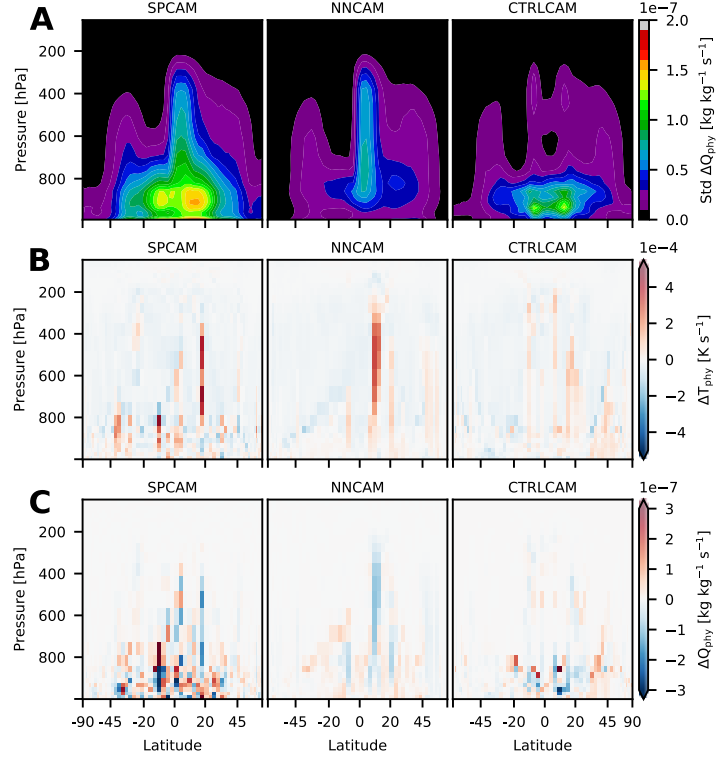 A
SPCAM
NNCAM
CTRLCAM
1e−7
Pressure [hPa]
200
400
600
800
2.0
1.5
1.0
0.5
0.0
Std ΔQphy [kg kg⁻¹ s⁻¹]
B
SPCAM
NNCAM
CTRLCAM
1e−4
Pressure [hPa]
200
400
600
800
4
2
0
−2
−4
ΔTphy [K s⁻¹]
C
SPCAM
NNCAM
CTRLCAM
1e−7
Pressure [hPa]
200
400
600
800
3
2
1
0
−1
−2
−3
ΔQphy [kg kg⁻¹ s⁻¹]
-90 -45 -20 0 20 45 -45 -20 0 20 45 -45 -20 0 20 45 90
Latitude Latitude Latitude